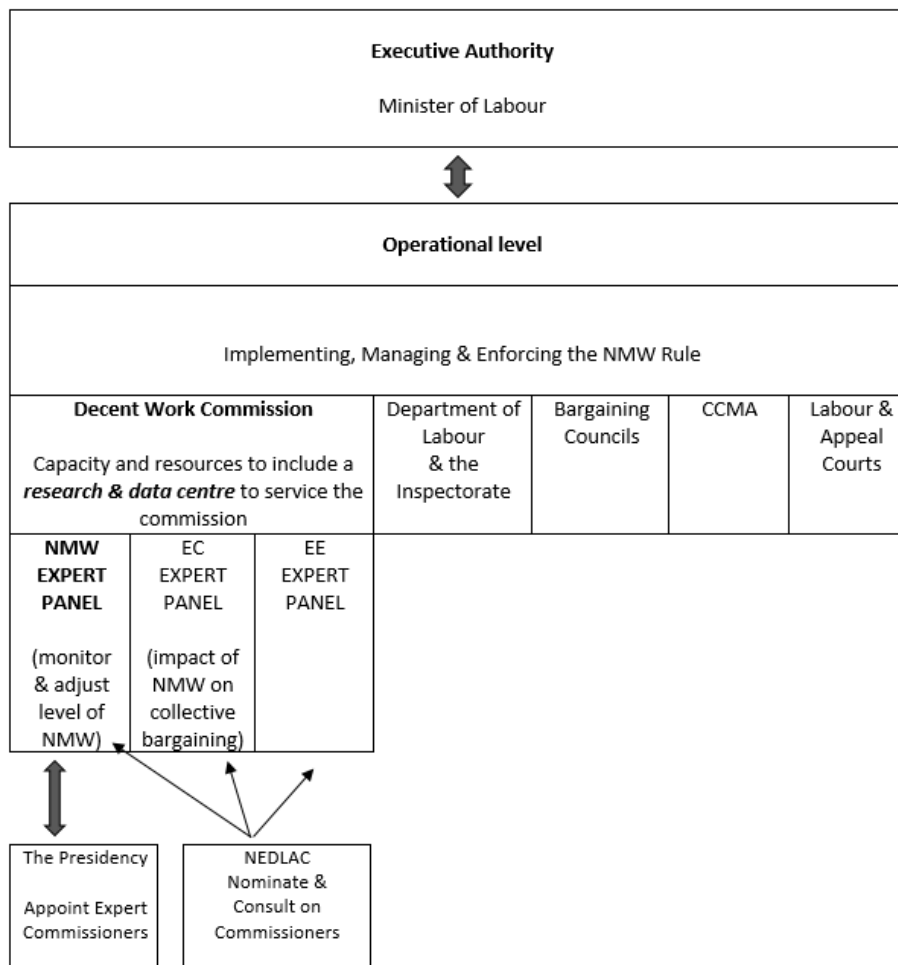 Executive Authority
Minister of Labour
Operational level
Implementing, Managing & Enforcing the NMW Rule
Decent Work Commission
Capacity and resources to include a
research & data centre to service the
commission
Department of
Labour
& the
Inspectorate
Bargaining
Councils
CCMA
Labour &
Appeal
Courts
NMW
EXPERT
PANEL
(monitor
& adjust
level of
NMW)
EC
EXPERT
PANEL
(impact of
NMW on
collective
bargaining)
EE
EXPERT
PANEL
The Presidency
Appoint Expert
Commissioners
NEDLAC
Nominate &
Consult on
Commissioners